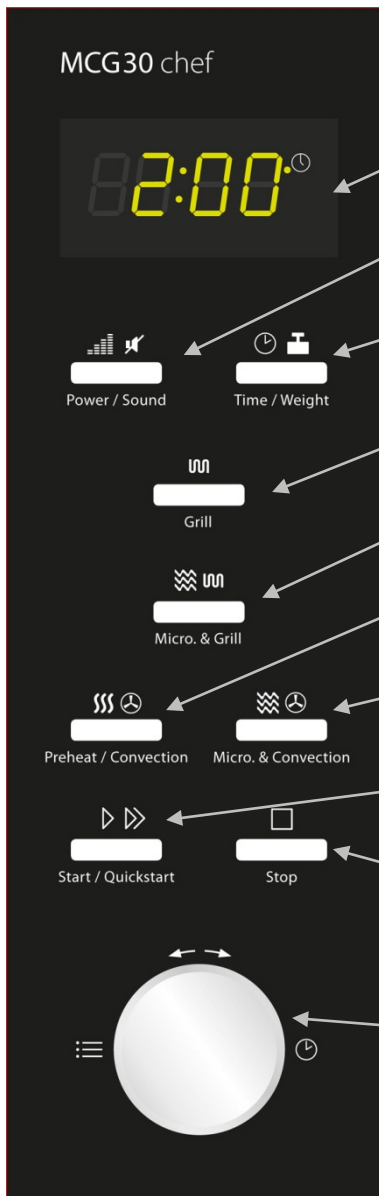 MCG30 chef
2:00
Power / Sound
Time / Weight
Grill
Micro. & Grill
Preheat / Convection
Micro. & Convection
Start / Quickstart
Stop